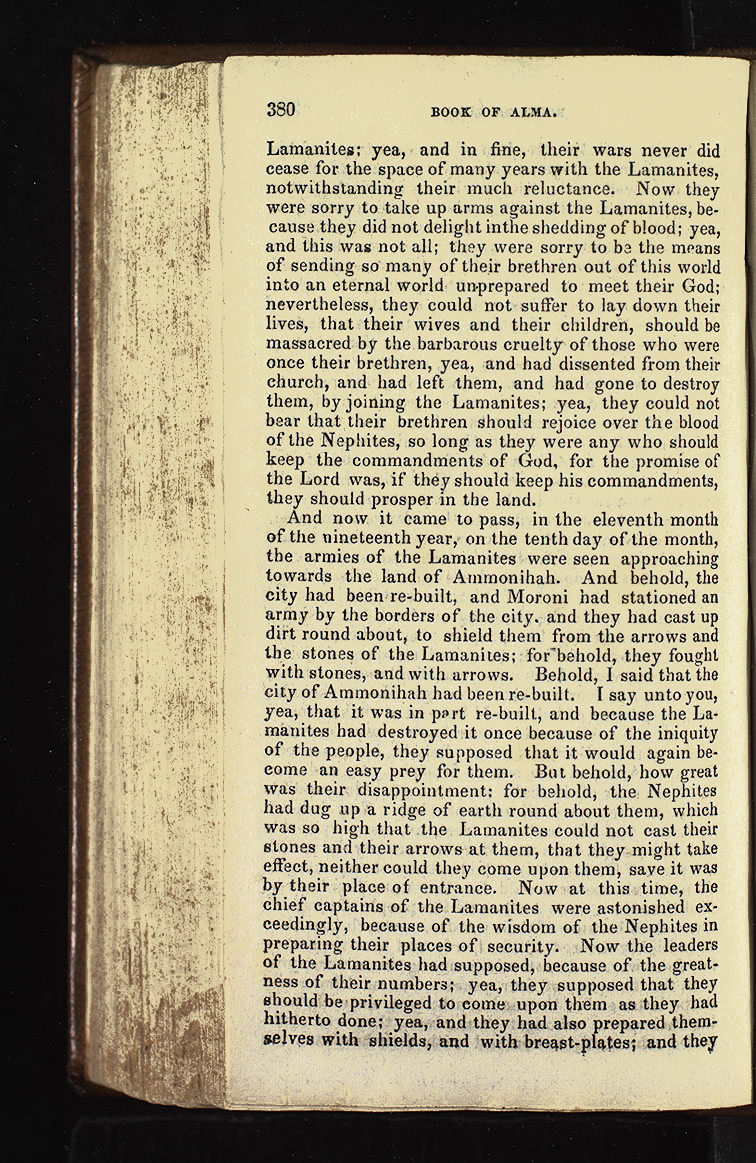 380
BOOK OF ALMA.
Lamanites; yea, and in fine, their wars never did
cease for the space of many years with the Lamanites,
notwithstanding their much reluctance. Now they
were sorry to take up arms against the Lamanites, be-
cause they did not delight inthe shedding of blood; yea,
and this was not all; they were sorry to be the means
of sending so many of their brethren out of this world
into an eternal world un-prepared to meet their God;
nevertheless, they could not suffer to lay down their
lives, that their wives and their children, should be
massacred by the barbarous cruelty of those who were
once their brethren, yea, and had dissented from their
church, and had left them, and had gone to destroy
them, by joining the Lamanites; yea, they could not
bear that their brethren should rejoice over the blood
of the Nephites, so long as they were any who should
keep the commandments of God, for the promise of
the Lord was, if they should keep his commandments,
they should prosper in the land.
And now it came to pass, in the eleventh month
of the nineteenth year, on the tenth day of the month,
the armies of the Lamanites were seen approaching
towards the land of Ammonihah. And behold, the
city had been re-built, and Moroni had stationed an
army by the borders of the city. and they had cast up
dirt round about, to shield them from the arrows and
the stones of the Lamanites; for behold, they fought
with stones, and with arrows. Behold, I said that the
city of Ammonihah had been re-built. I say unto you,
yea, that it was in part re-built, and because the La-
manites had destroyed it once because of the iniquity
of the people, they supposed that it would again be-
come an easy prey for them. But behold, how great
was their disappointment: for behold, the Nephites
had dug up a ridge of earth round about them, which
was so high that the Lamanites could not cast their
stones and their arrows at them, that they might take
effect, neither could they come upon them, save it was
by their place of entrance. Now at this time, the
chief captains of the Lamanites were astonished ex-
ceedingly, because of the wisdom of the Nephites in
preparing their places of security. Now the leaders
of the Lamanites had supposed, because of the great-
ness of their numbers; yea, they supposed that they
should be privileged to come upon them as they had
hitherto done; yea, and they had also prepared them-
selves with shields, and with breast-plates; and they